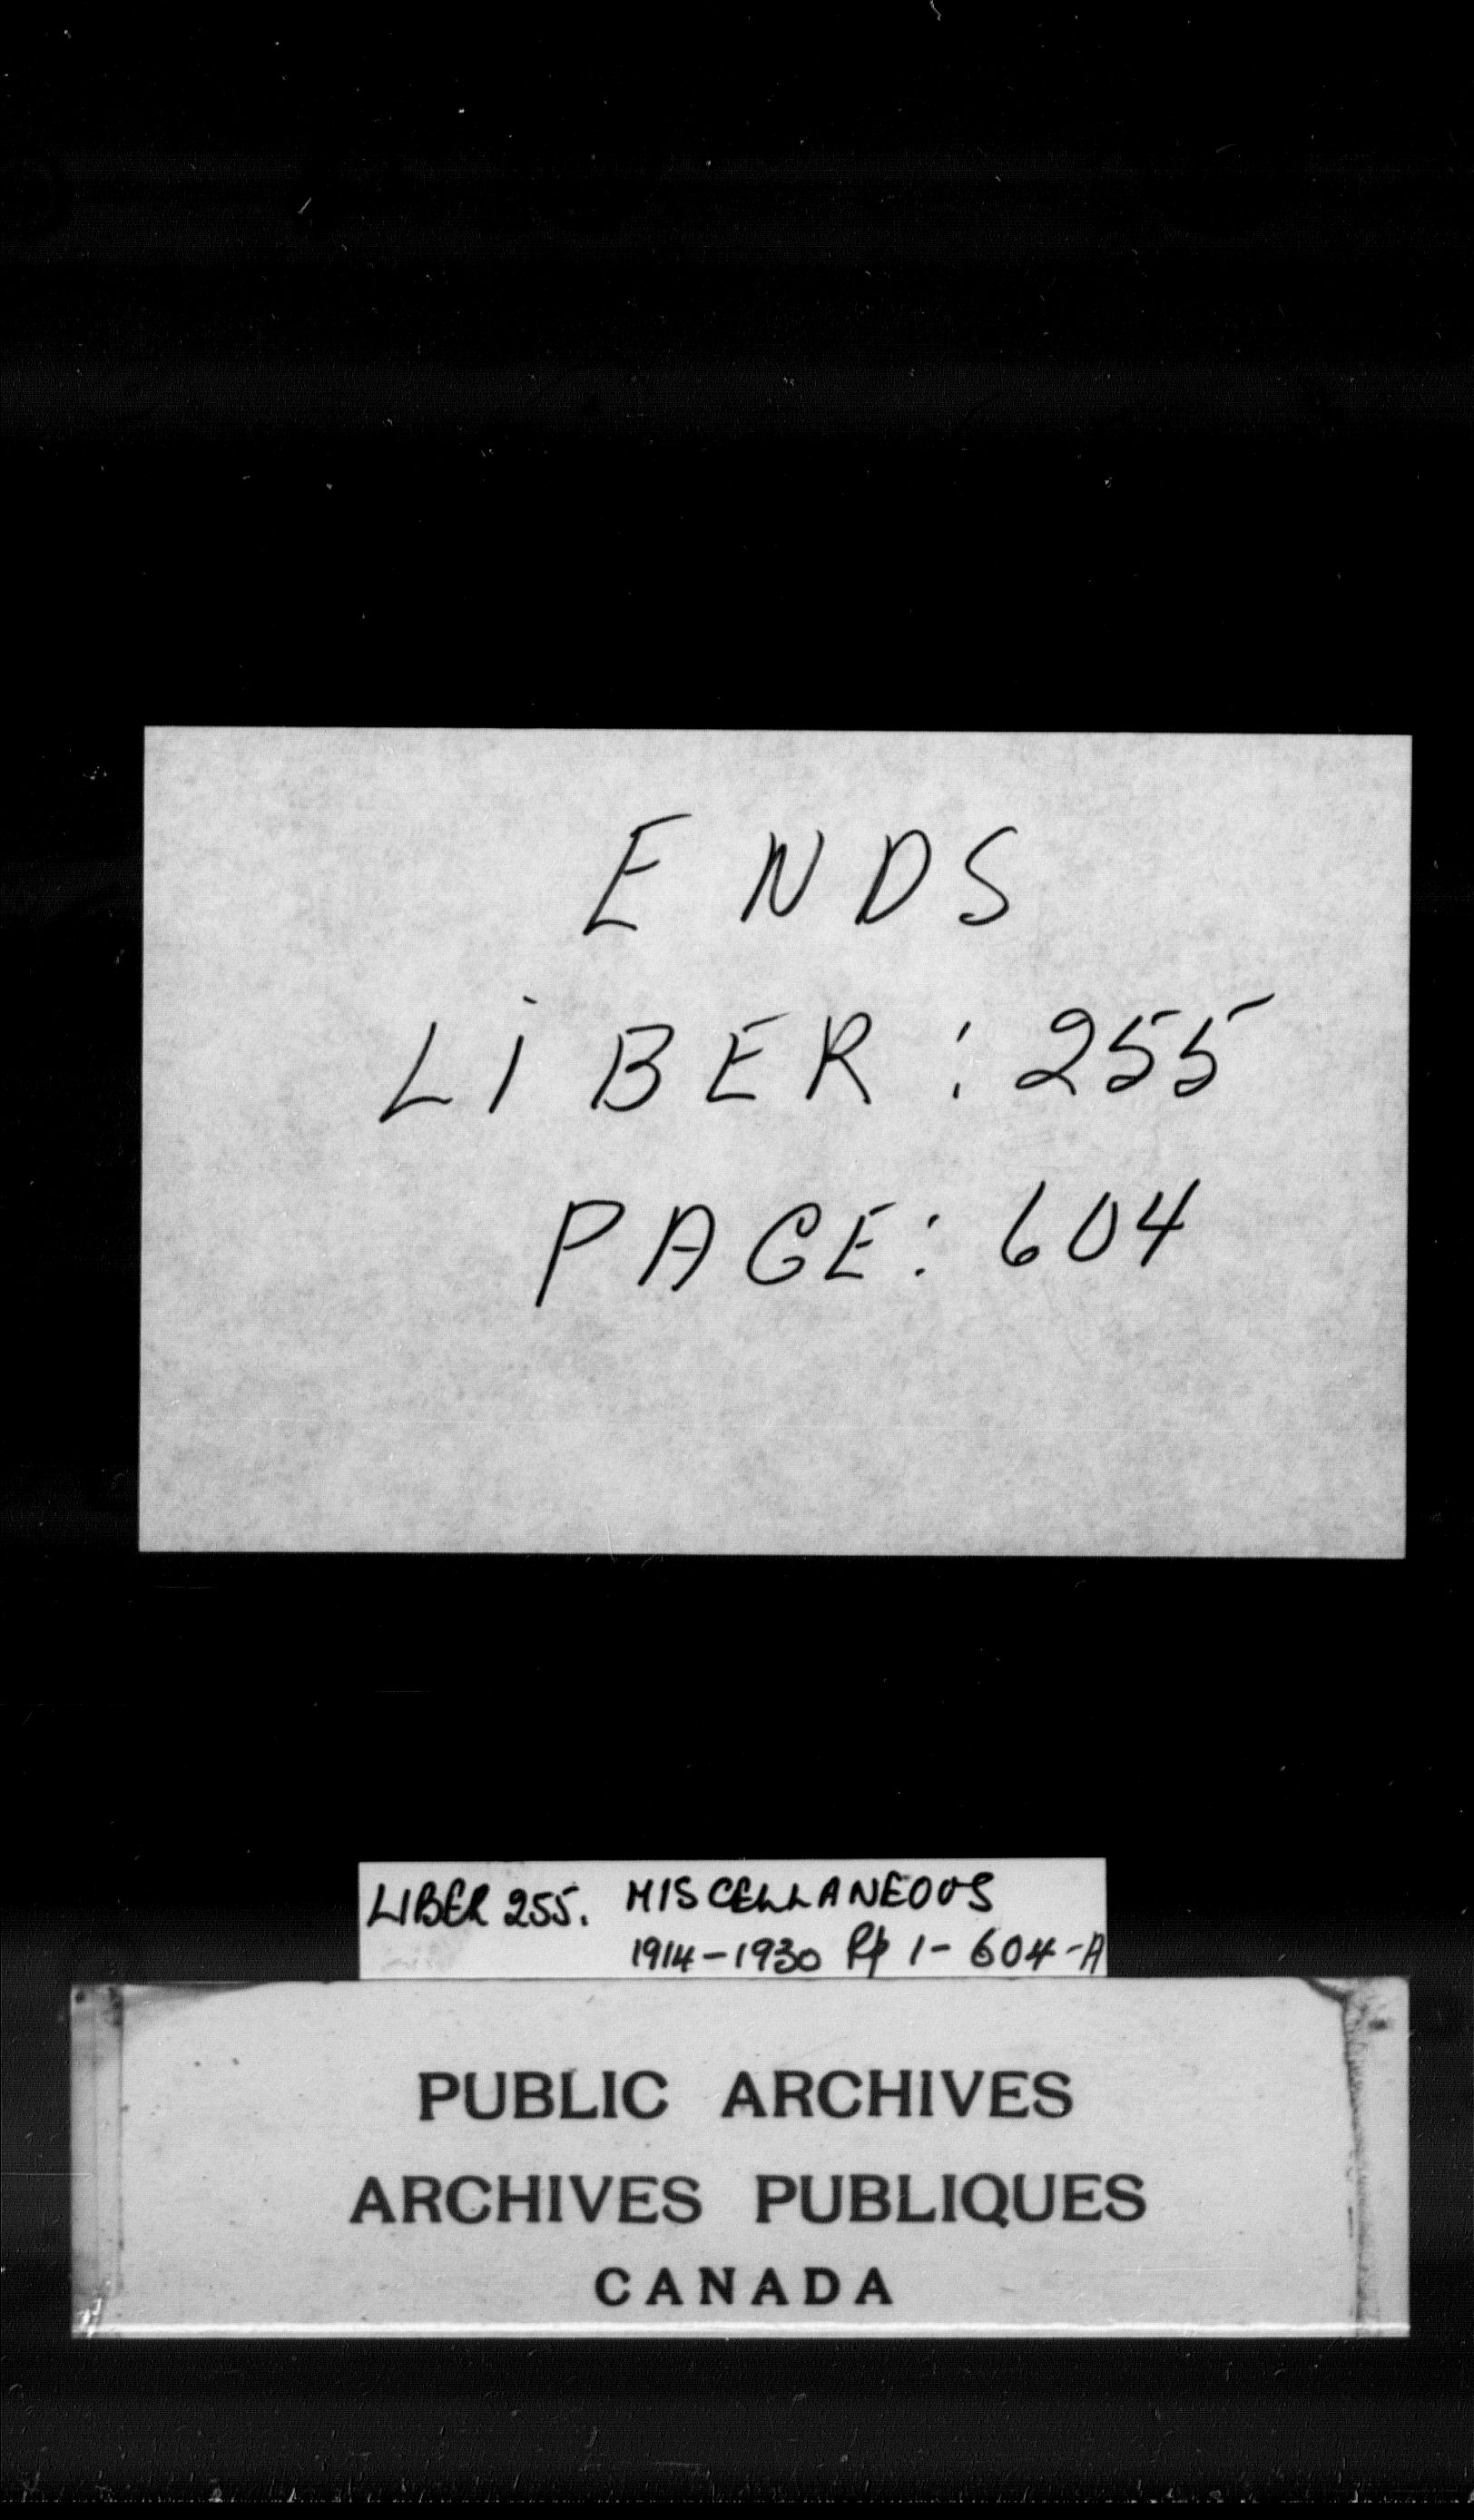 ENDS
LiBER : 255
PAGE : 604
LIBER 255. MISCELLANEOUS
1914-1930 Pp 1-604-A
PUBLIC ARCHIVES
ARCHIVES PUBLIQUES
CANADA